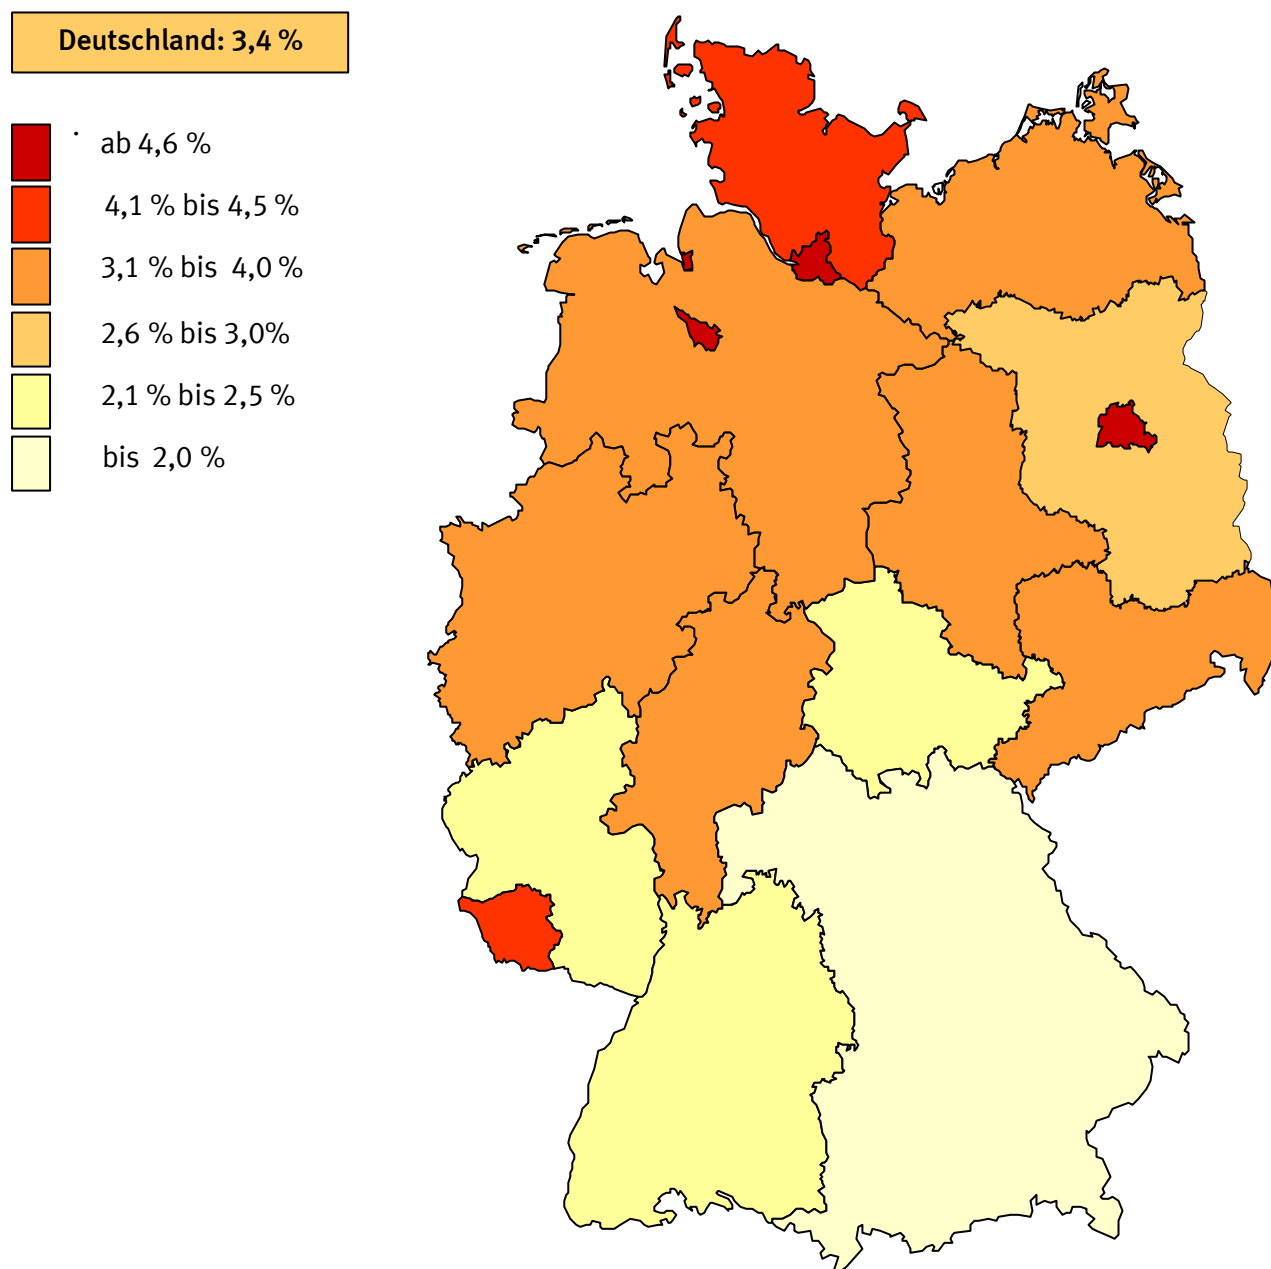 Deutschland: 3,4 %
ab 4,6 %
4,1 % bis 4,5 %
3,1 % bis 4,0 %
2,6 % bis 3,0%
2,1 % bis 2,5 %
bis 2,0 %